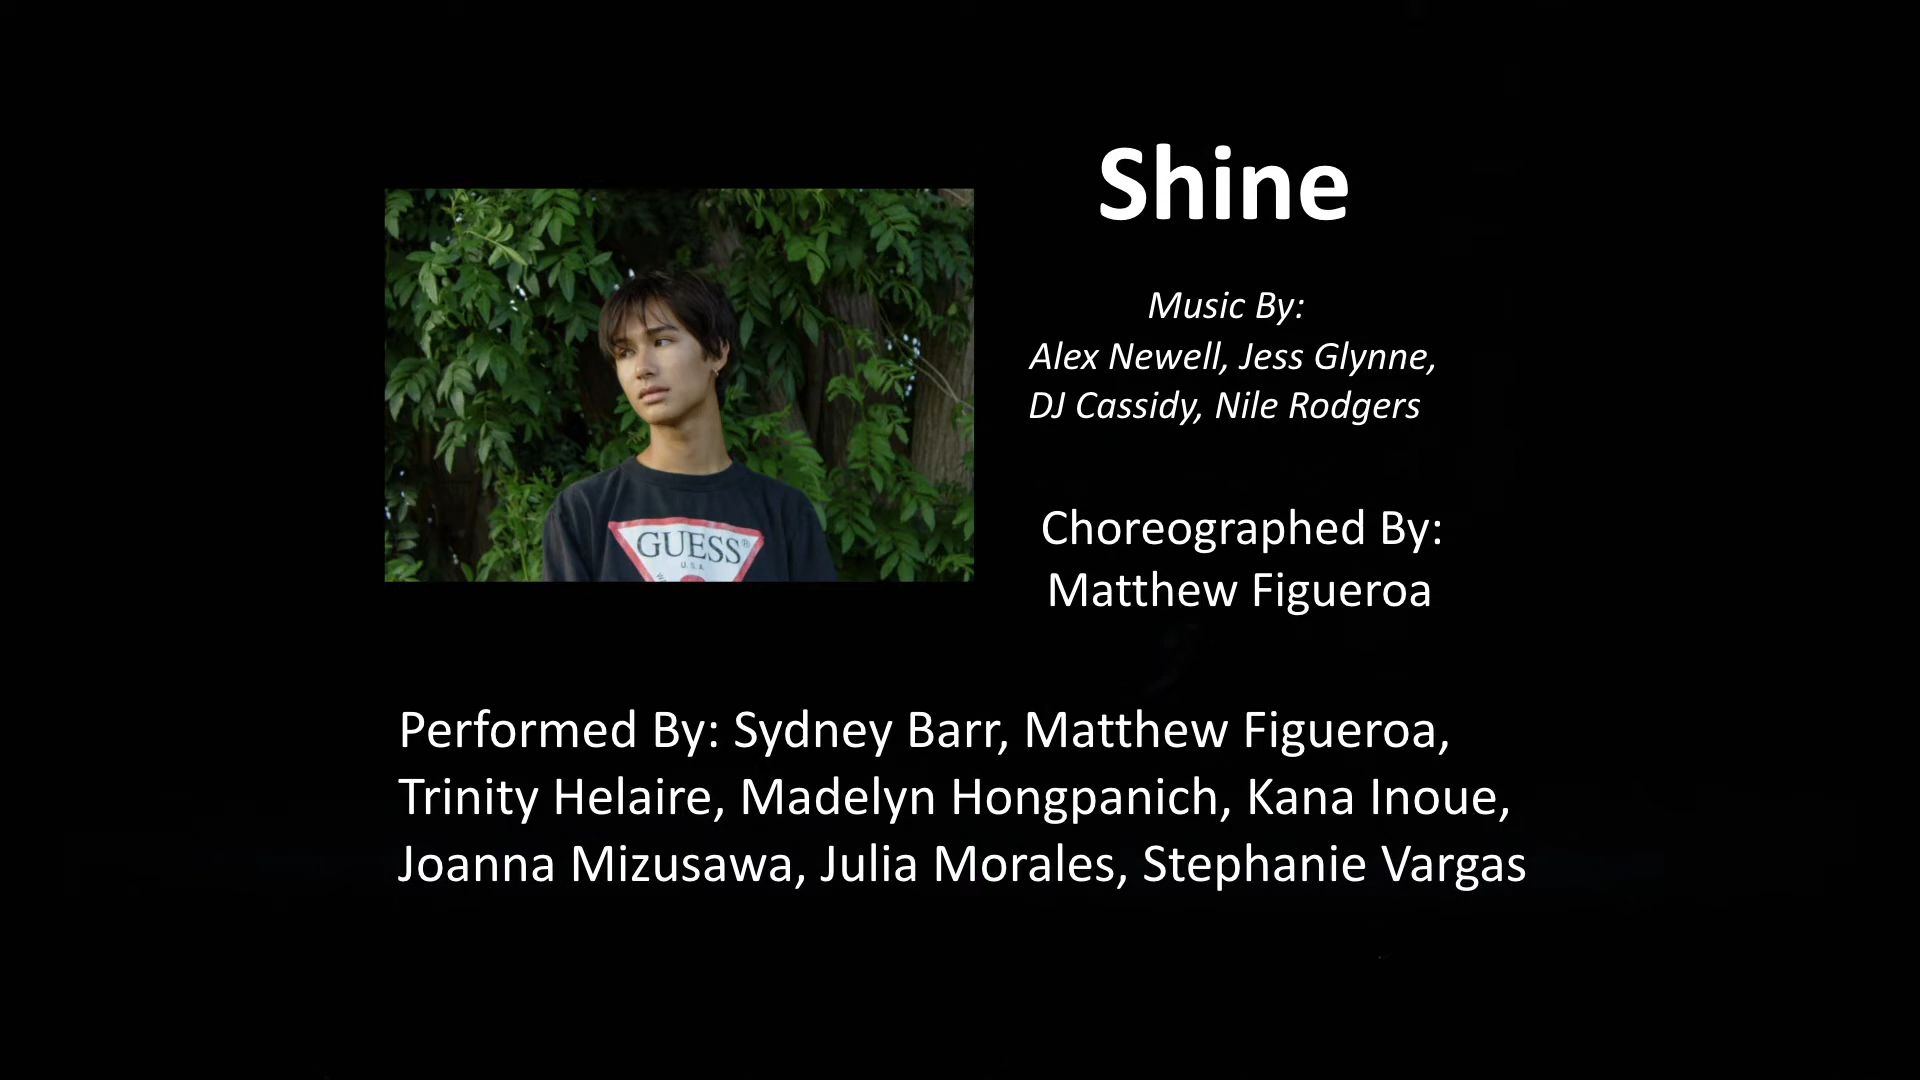 Shine
Music By:
Alex Newell, Jess Glynne,
DJ Cassidy, Nile Rodgers
GUESS®
U.S.A.
Choreographed By:
Matthew Figueroa
Performed By: Sydney Barr, Matthew Figueroa,
Trinity Helaire, Madelyn Hongpanich, Kana Inoue,
Joanna Mizusawa, Julia Morales, Stephanie Vargas